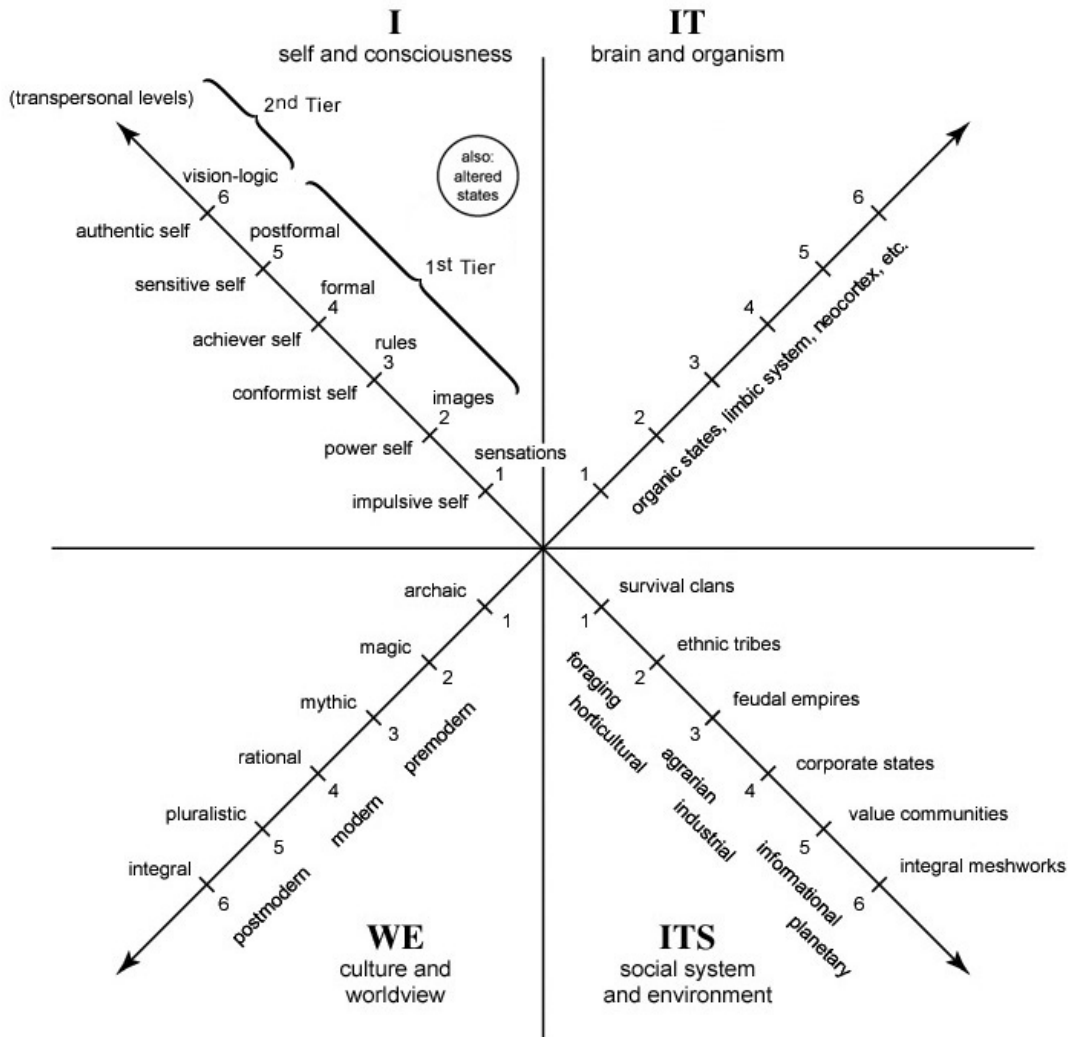 I
self and consciousness
IT
brain and organism
(transpersonal levels)
2nd Tier
also:
altered
states
vision-logic
6
authentic self
postformal
5
sensitive self
1st Tier
formal
4
achiever self
rules
3
conformist self
images
2
power self
sensations
1
impulsive self
6
5
4
3
2
1
organic states, limbic system, neocortex, etc.
archaic
1
magic
2
mythic
3
rational
4
pluralistic
5
integral
6
premodern
modern
postmodern
WE
culture and
worldview
survival clans
1
ethnic tribes
2
feudal empires
3
corporate states
4
value communities
5
integral meshworks
6
foraging
horticultural
agrarian
industrial
informational
planetary
ITS
social system
and environment